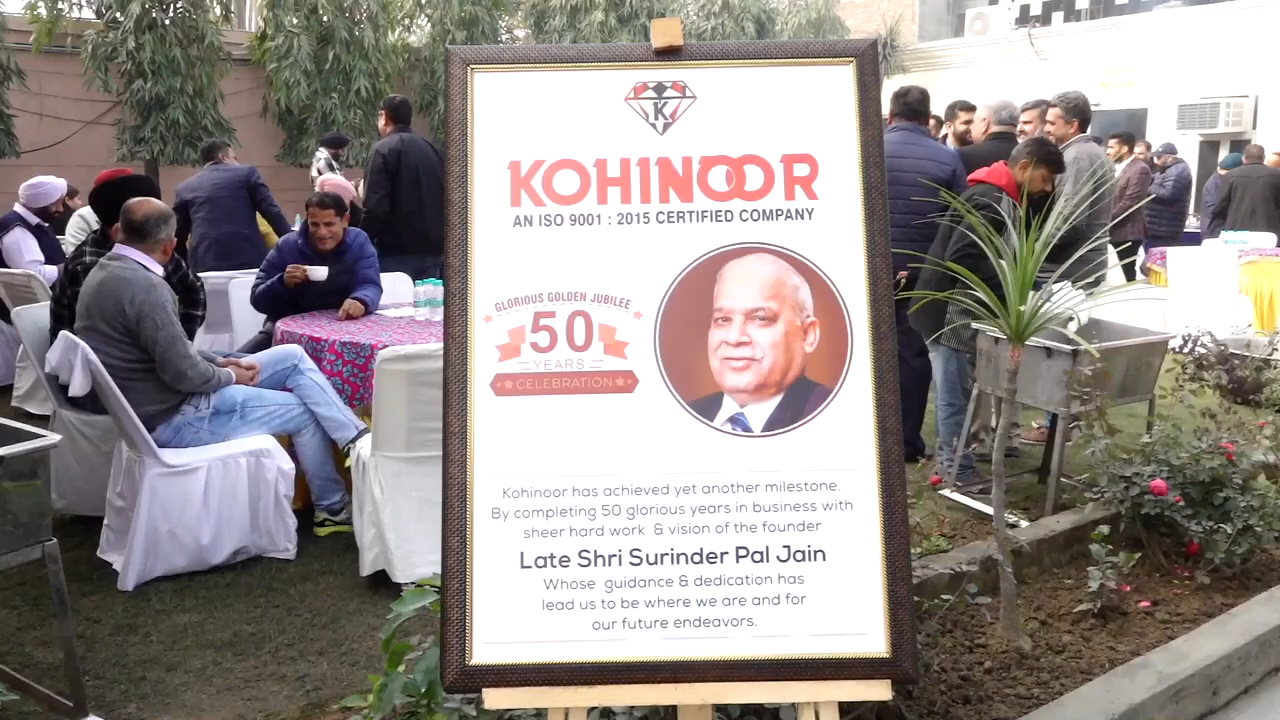 K
KOHINOOR
AN ISO 9001 : 2015 CERTIFIED COMPANY
GLORIOUS GOLDEN JUBILEE
50
YEARS
CELEBRATION
Kohinoor has achieved yet another milestone.
By completing 50 glorious years in business with
sheer hard work & vision of the founder
Late Shri Surinder Pal Jain
Whose guidance & dedication has
lead us to be where we are and for
our future endeavors.